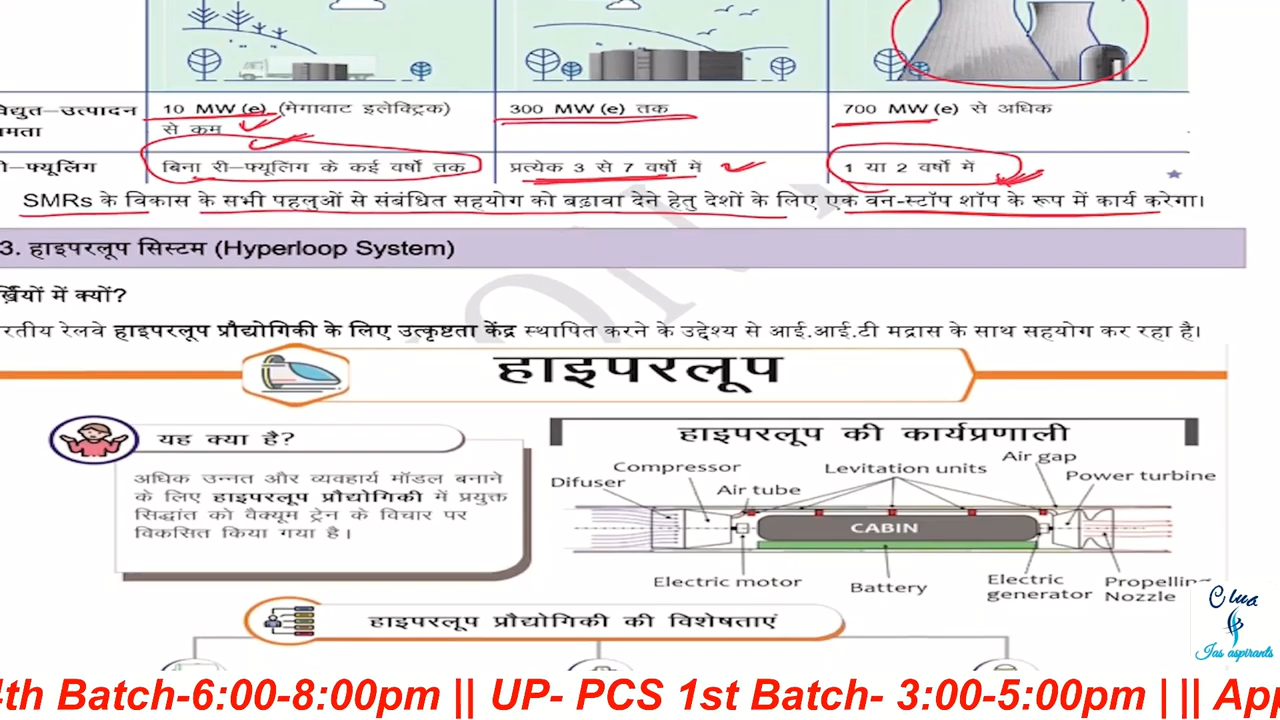 विद्युत–उत्पादन
10 MW (e) (मेगावाट इलेक्ट्रिक)
से कम
300 MW (e) तक
700 MW (e) से अधिक
री–फ्यूलिंग
बिना री–फ्यूलिंग के कई वर्षों तक
प्रत्येक 3 से 7 वर्षों में
1 या 2 वर्षों में
SMRs के विकास के सभी पहलुओं से संबंधित सहयोग को बढ़ावा देने हेतु देशों के लिए एक वन-स्टॉप शॉप के रूप में कार्य करेगा।
3. हाइपरलूप सिस्टम (Hyperloop System)
में क्यों?
हाइपरलूप प्रौद्योगिकी के लिए उत्कृष्टता केंद्र स्थापित करने के उद्देश्य से आई.आई.टी मद्रास के साथ सहयोग कर रहा है।
हाइपरलूप
यह क्या है?
अधिक उन्नत और व्यवहार्य मॉडल बनाने
के लिए हाइपरलूप प्रौद्योगिकी में प्रयुक्त
सिद्धांत को वैक्यूम ट्रेन के विचार पर
विकसित किया गया है।
हाइपरलूप की कार्यप्रणाली
Difuser
Compressor
Air tube
Levitation units
Air gap
Power turbine
CABIN
Electric motor
Battery
Electric
generator
Propelling
Nozzle
हाइपरलूप प्रौद्योगिकी की विशेषताएं
Clua
Ias aspirants
4th Batch-6:00-8:00pm || UP- PCS 1st Batch- 3:00-5:00pm | || App